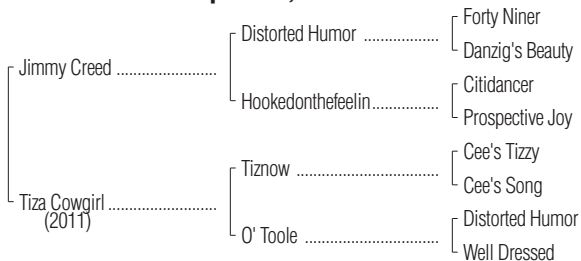 Forty Niner
Distorted Humor ..................
Danzig's Beauty
Jimmy Creed ........................
Citidancer
Hookedonthefeelin................
Prospective Joy
Cee's Tizzy
Tiznow ..................................
Cee's Song
Tiza Cowgirl ..........................
(2011)
Distorted Humor
O' Toole ................................
Well Dressed